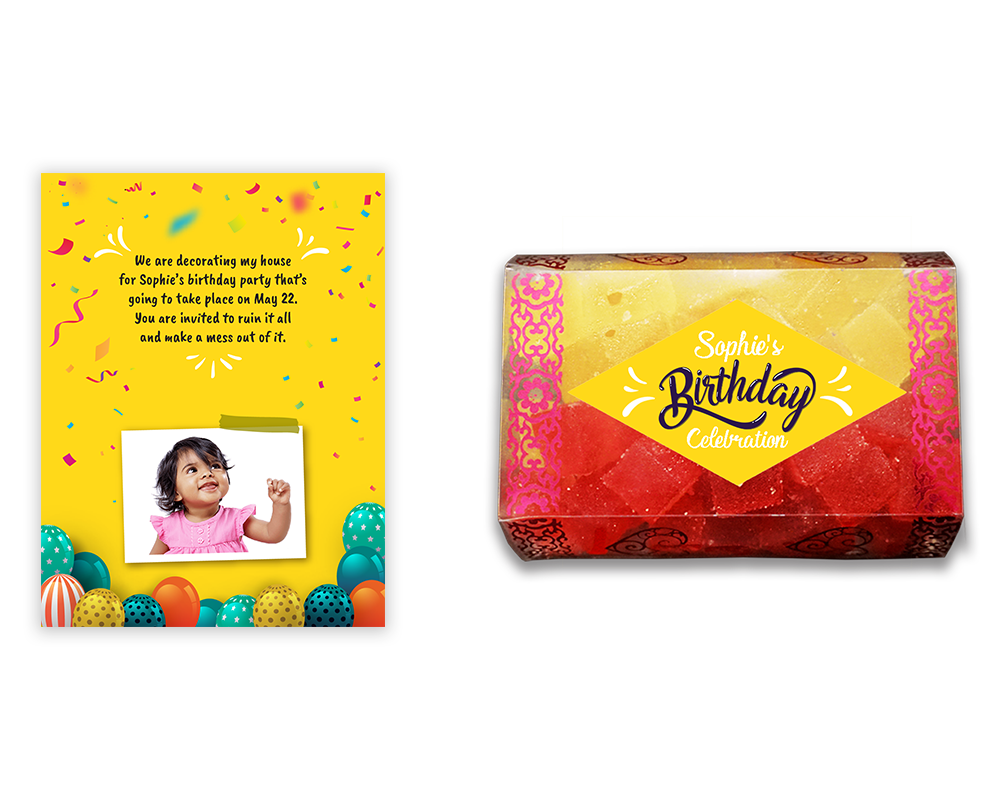 We are decorating my house
for Sophie's birthday party that's
going to take place on May 22.
You are invited to ruin it all
and make a mess out of it.
Sophie's
Birthday
Celebration